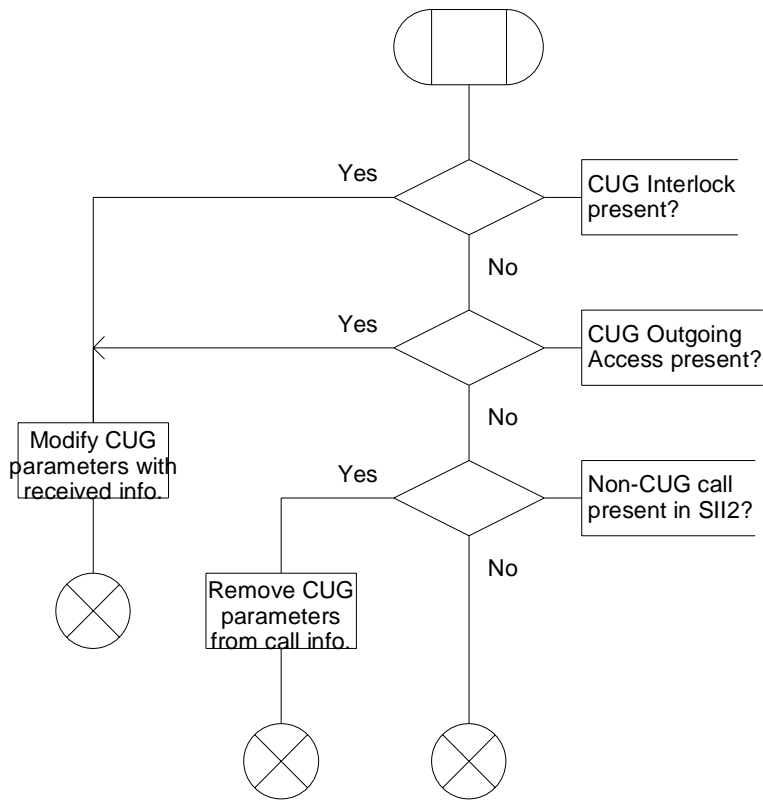 Yes
CUG Interlock
present?
No
Yes
CUG Outgoing
Access present?
No
Modify CUG
parameters with
received info.
Yes
Non-CUG call
present in SII2?
No
Remove CUG
parameters
from call info.